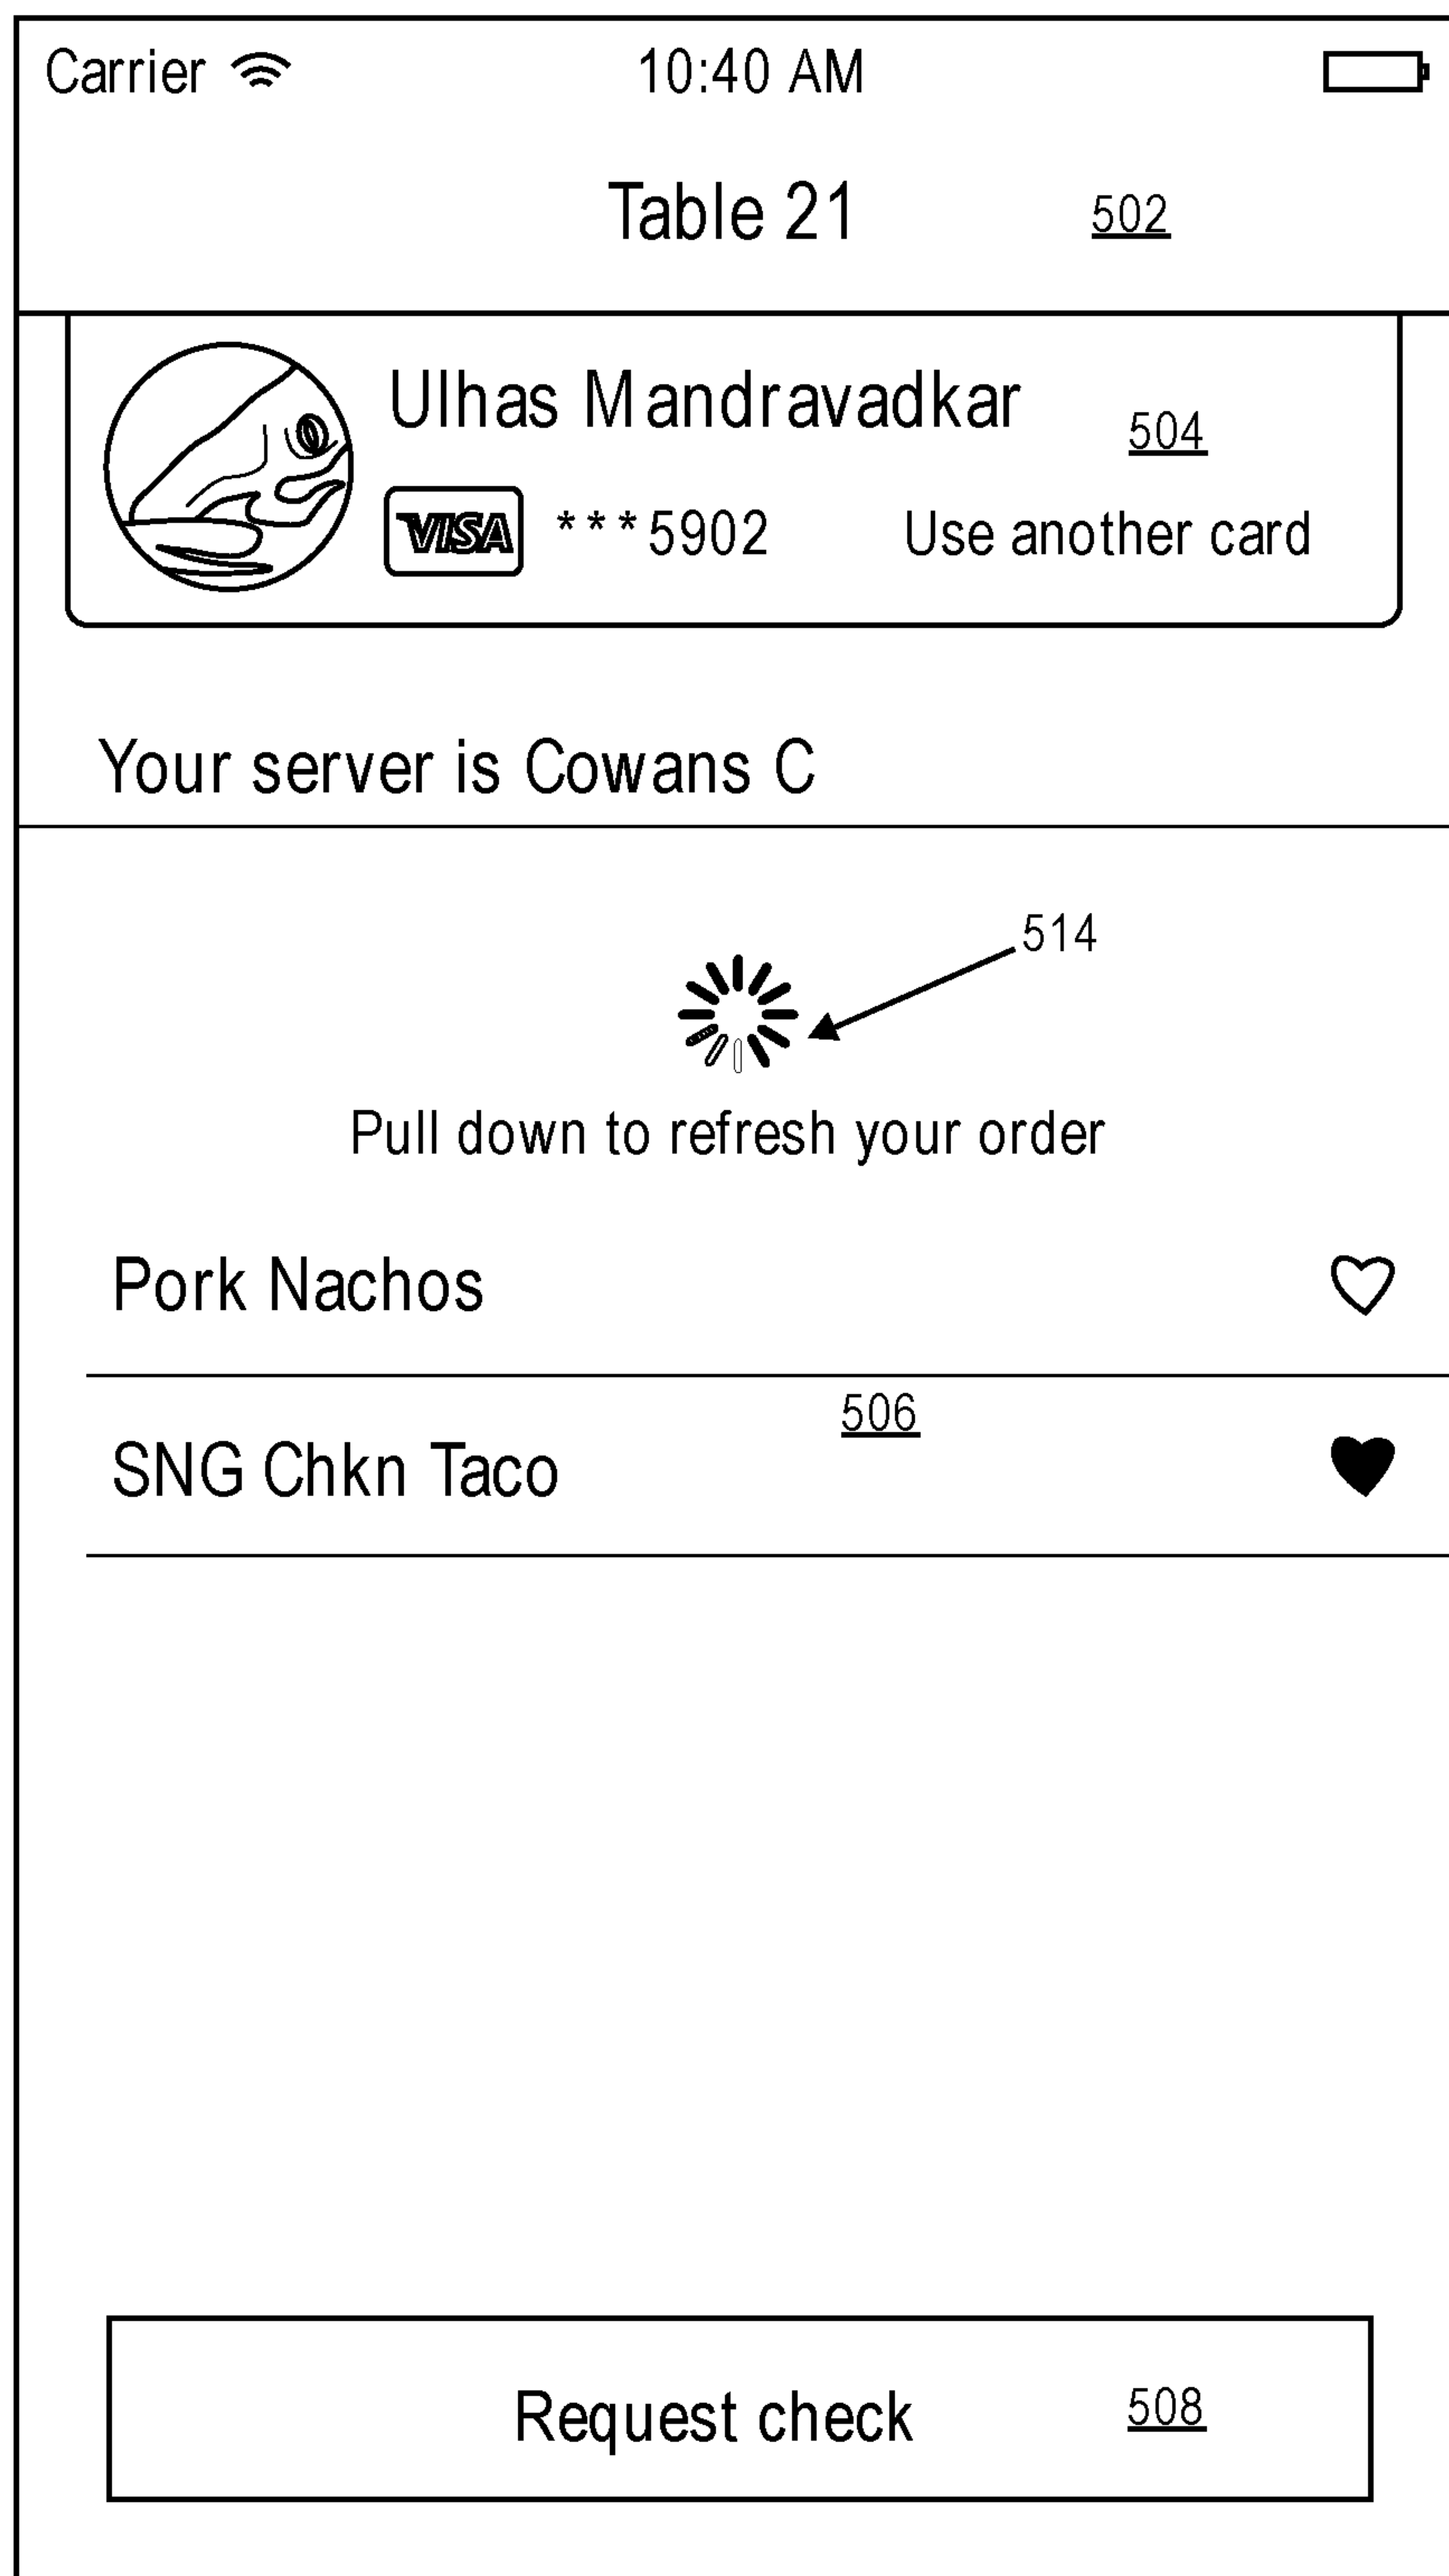 Carrier 10:40 AM
Table 21 502
Ulhas Mandravadkar 504
VISA ***5902 Use another card
Your server is Cowans C
514
Pull down to refresh your order
Pork Nachos
506
SNG Chkn Taco
Request check 508